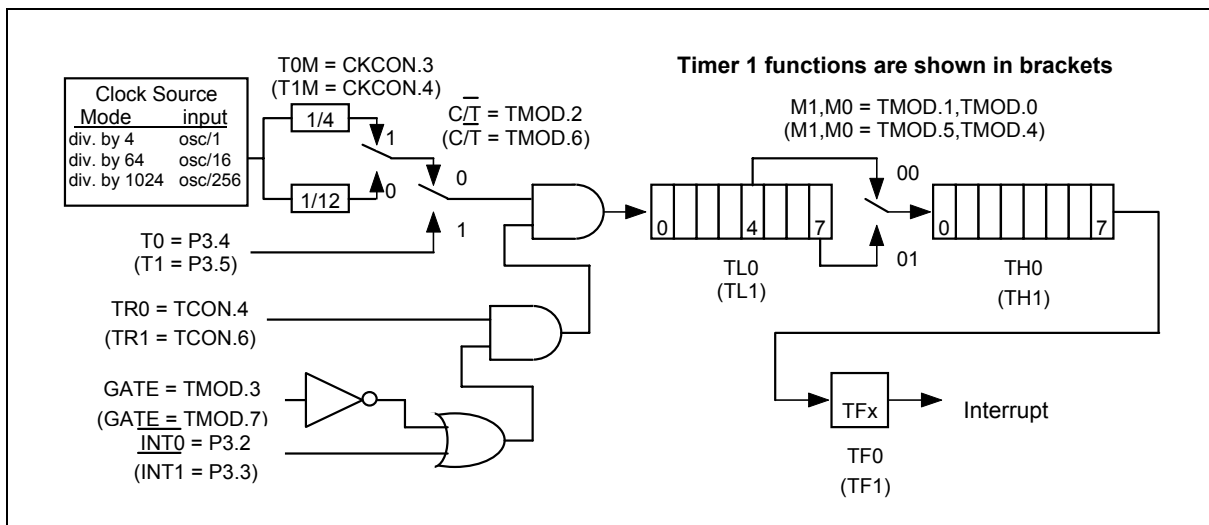 Timer 1 functions are shown in brackets
T0M = CKCON.3
(T1M = CKCON.4)
Clock Source
Mode input
div. by 4 osc/1
div. by 64 osc/16
div. by 1024 osc/256
1/4
1
1/12
0
C/T̅ = TMOD.2
(C/T̅ = TMOD.6)
0
1
M1,M0 = TMOD.1,TMOD.0
(M1,M0 = TMOD.5,TMOD.4)
00
01
0 4 7
0 7
T0 = P3.4
(T1 = P3.5)
TL0
(TL1)
TH0
(TH1)
TR0 = TCON.4
(TR1 = TCON.6)
GATE = TMOD.3
(GATE = TMOD.7)
I̅N̅T̅0̅ = P3.2
(I̅N̅T̅1̅ = P3.3)
TFx
Interrupt
TF0
(TF1)